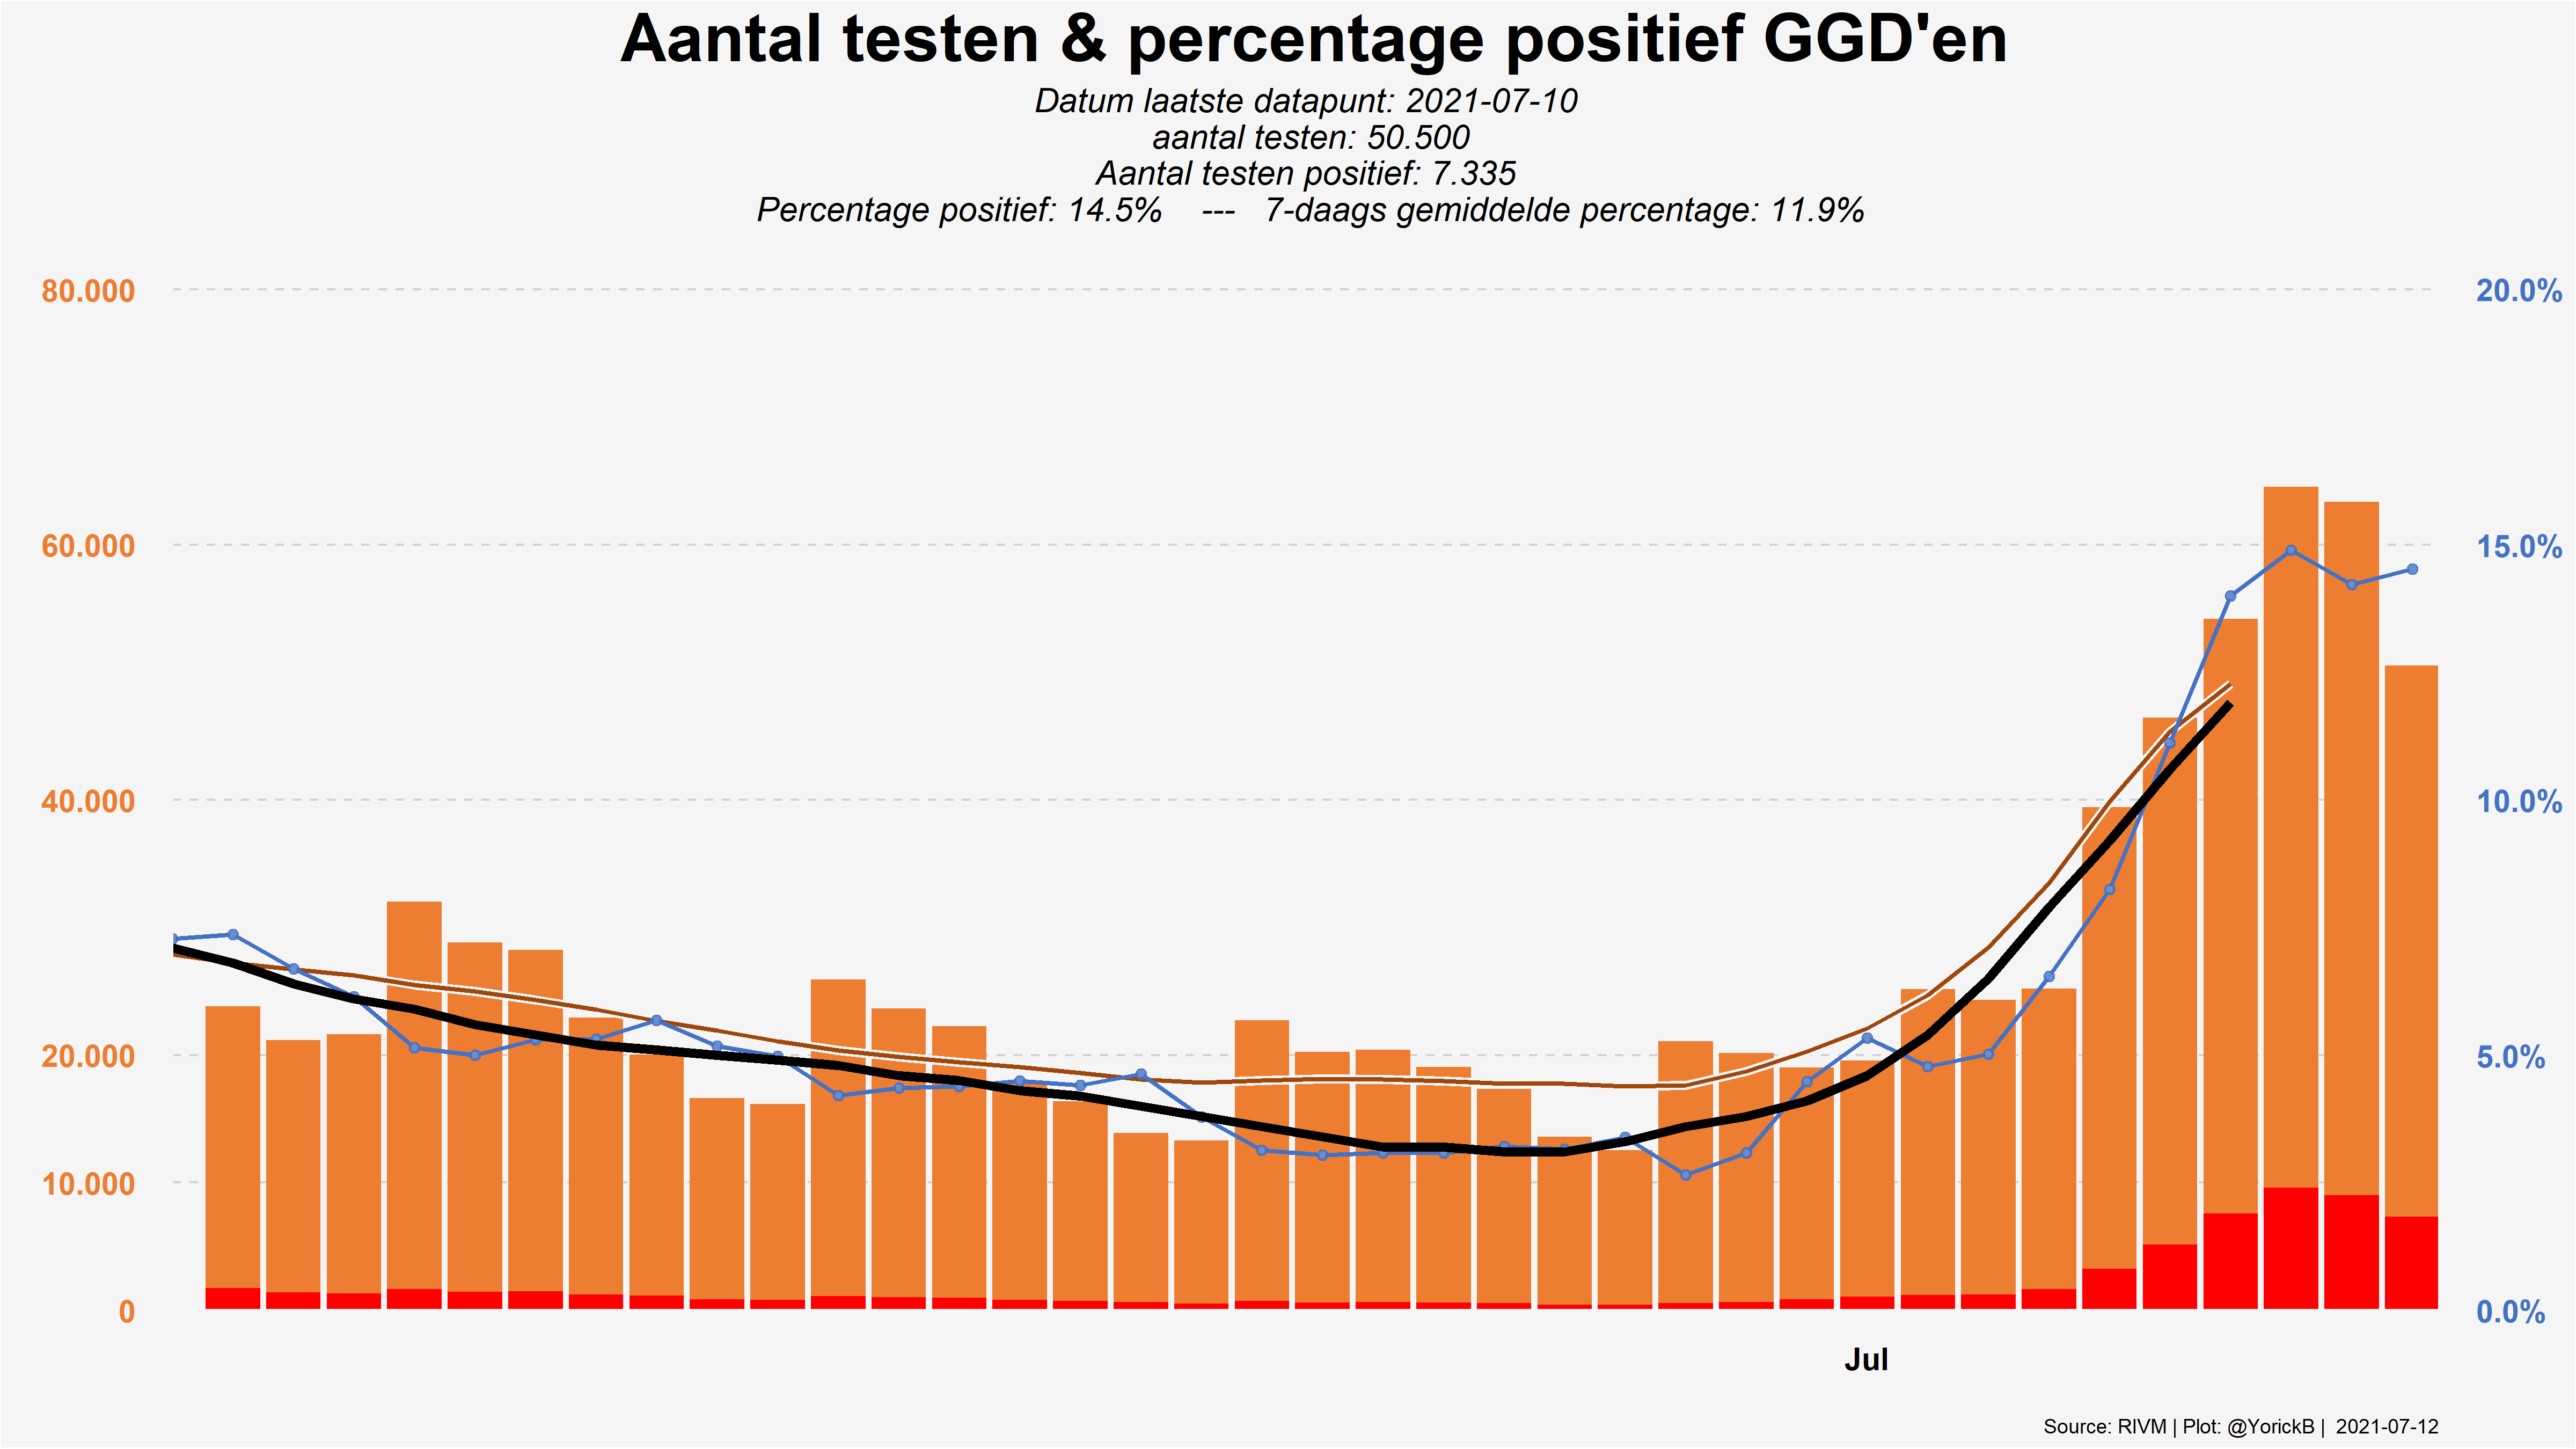 Aantal testen & percentage positief GGD'en
Datum laatste datapunt: 2021-07-10
aantal testen: 50.500
Aantal testen positief: 7.335
Percentage positief: 14.5% --- 7-daags gemiddelde percentage: 11.9%
80.000
20.0%
60.000
15.0%
40.000
10.0%
20.000
5.0%
10.000
0
0.0%
Jul
Source: RIVM | Plot: @YorickB | 2021-07-12